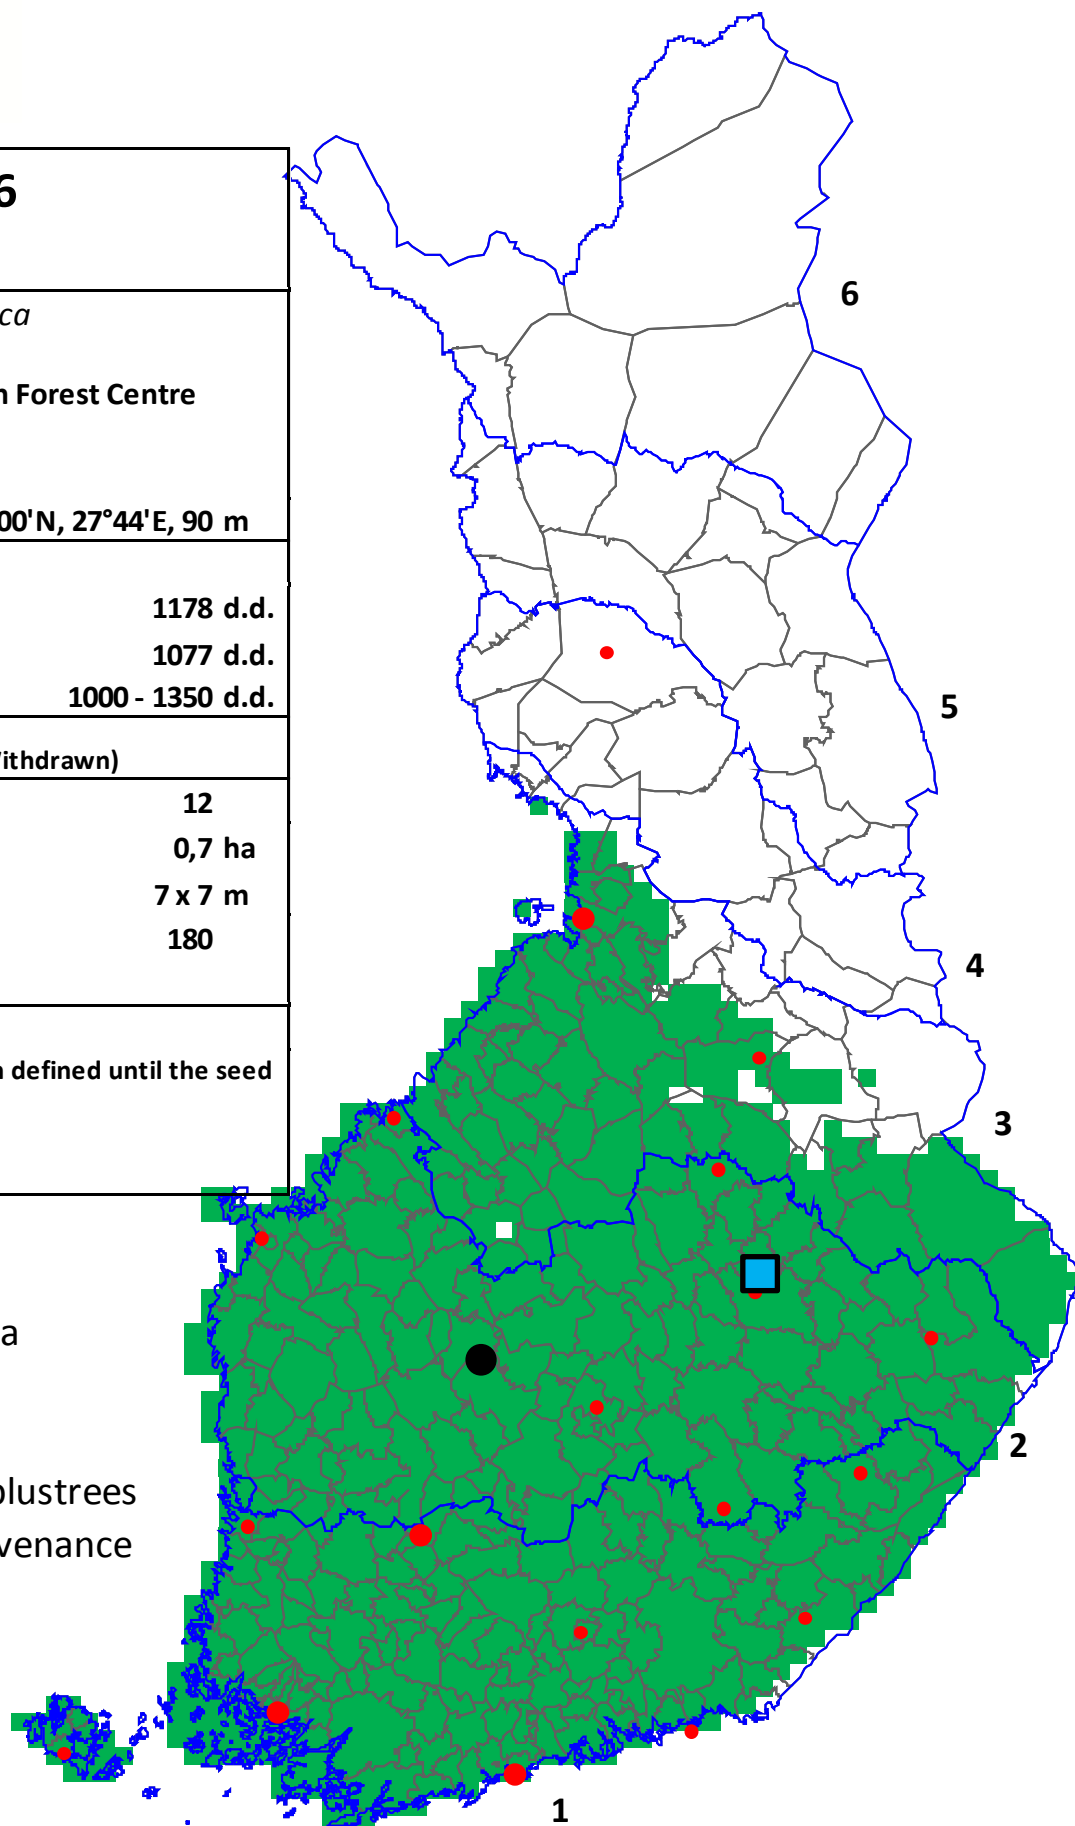 6
ca
n Forest Centre
00'N, 27°44'E, 90 m
1178 d.d.
1077 d.d.
1000 - 1350 d.d.
Withdrawn)
12
0,7 ha
7 x 7 m
180
n defined until the seed
a
plustrees
venance
6
5
4
3
2
1